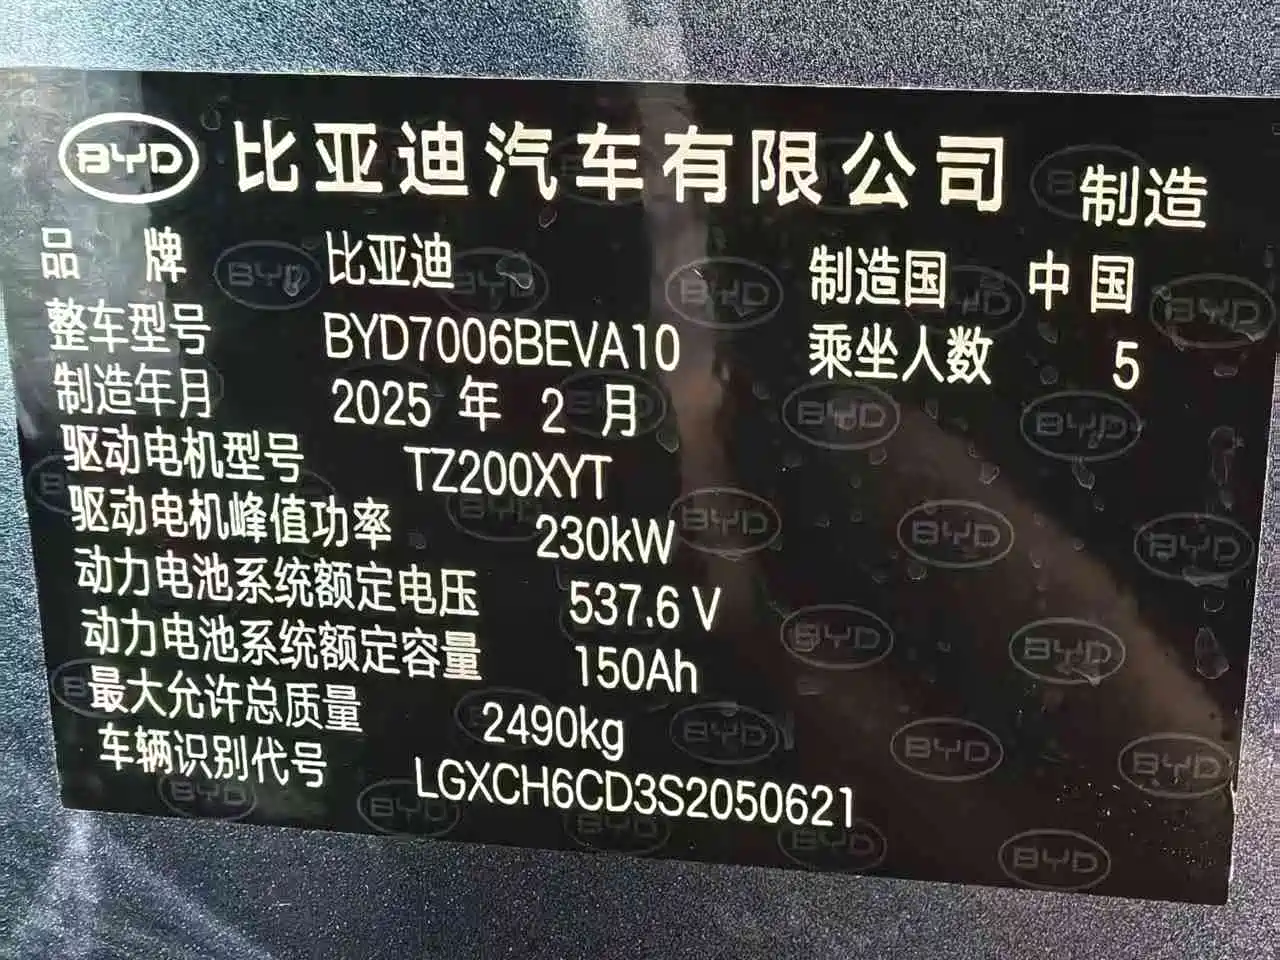 BYD 比亚迪汽车有限公司 制造
品牌 比亚迪 制造国 中国
整车型号 BYD7006BEVA10 乘坐人数 5
制造年月 2025 年 2 月
驱动电机型号 TZ200XYT
驱动电机峰值功率 230kW
动力电池系统额定电压 537.6 V
动力电池系统额定容量 150Ah
最大允许总质量 2490kg
车辆识别代号 LGXCH6CD3S2050621